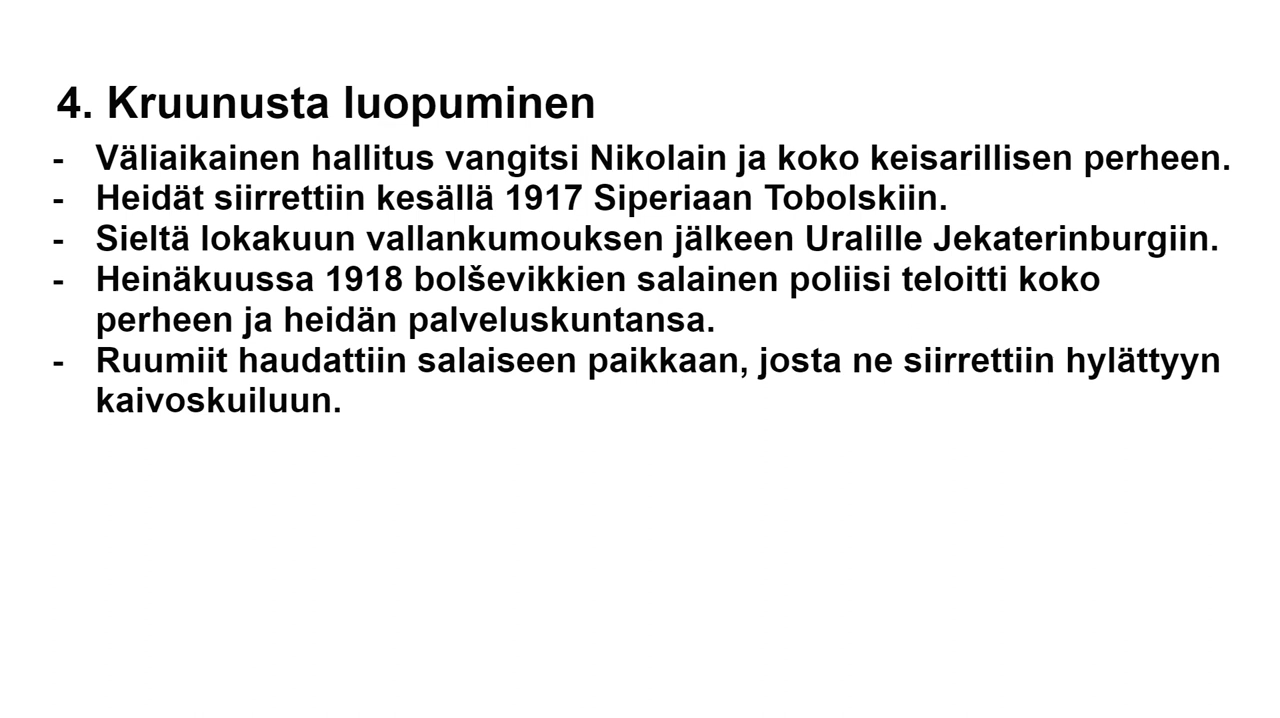 4. Kruunusta luopuminen
- Väliaikainen hallitus vangitsi Nikolain ja koko keisarillisen perheen.
- Heidät siirrettiin kesällä 1917 Siperiaan Tobolskiin.
- Sieltä lokakuun vallankumouksen jälkeen Uralille Jekaterinburgiin.
- Heinäkuussa 1918 bolševikkien salainen poliisi teloitti koko
perheen ja heidän palveluskuntansa.
- Ruumiit haudattiin salaiseen paikkaan, josta ne siirrettiin hylättyyn
kaivoskuiluun.